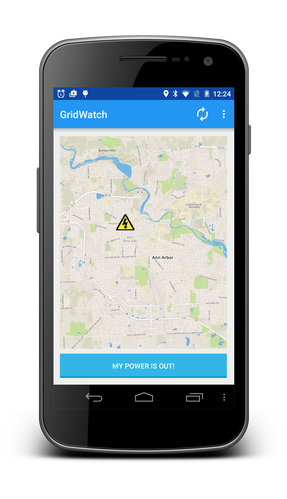 12:24
GridWatch
Ann Arbor
MY POWER IS OUT!